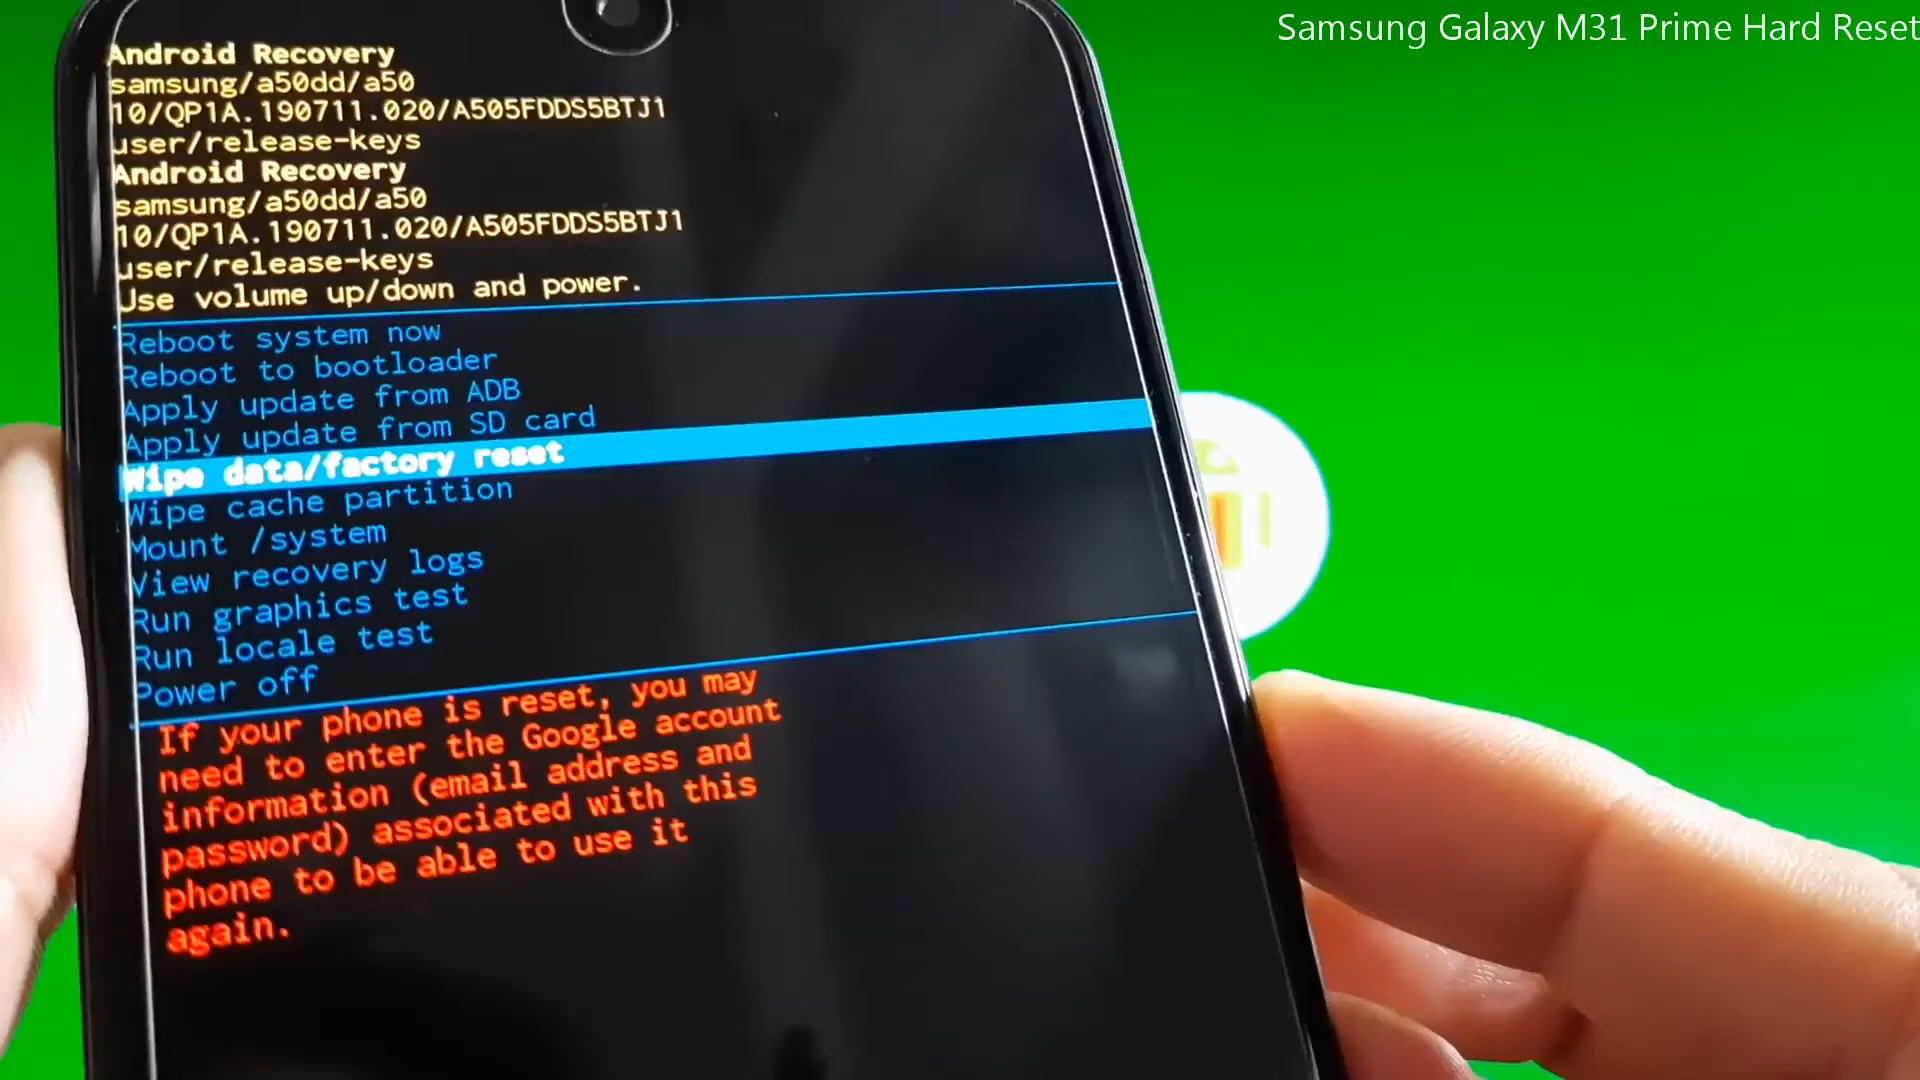 Samsung Galaxy M31 Prime Hard Reset
Android Recovery
samsung/a50dd/a50
10/QP1A.190711.020/A505FDDS5BTJ1
user/release-keys
Android Recovery
samsung/a50dd/a50
10/QP1A.190711.020/A505FDDS5BTJ1
user/release-keys
Use volume up/down and power.
Reboot system now
Reboot to bootloader
Apply update from ADB
Apply update from SD card
Wipe data/factory reset
Wipe cache partition
Mount /system
View recovery logs
Run graphics test
Run locale test
Power off
If your phone is reset, you may
need to enter the Google account
information (email address and
password) associated with this
phone to be able to use it
again.